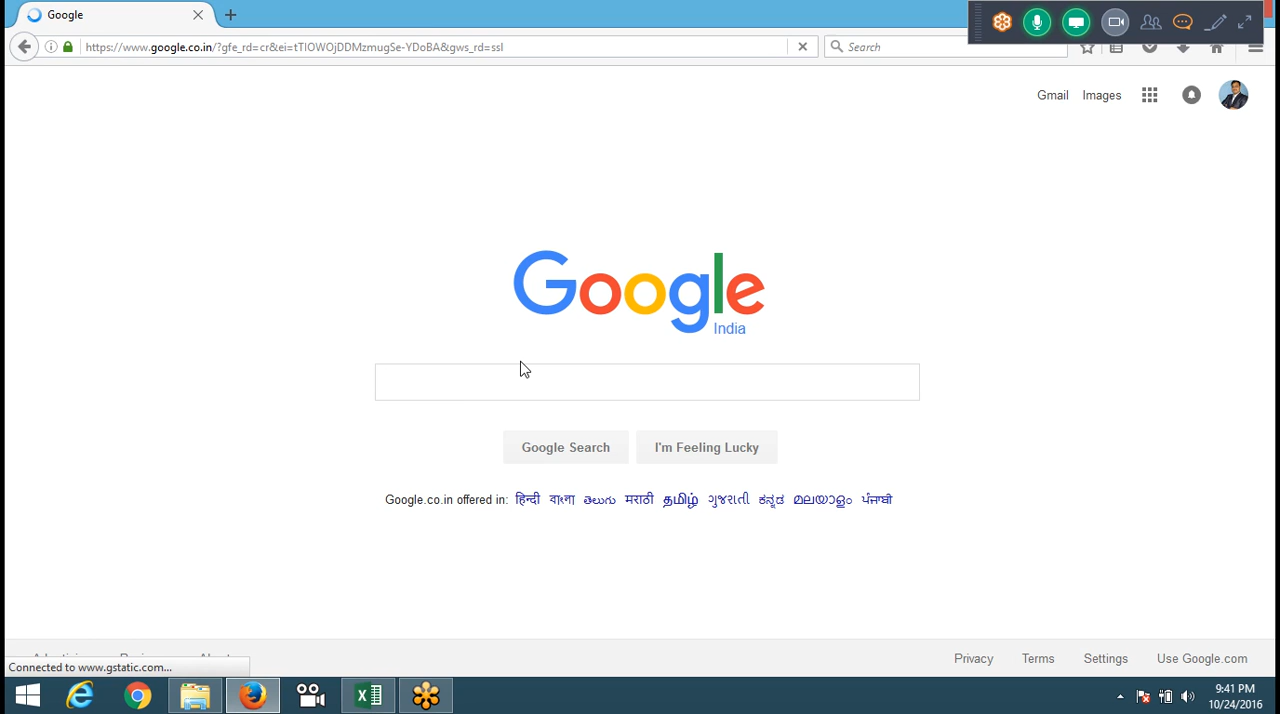 Google
https://www.google.co.in/?gfe_rd=cr&ei=tTIOWOjDDMzmugSe-YDoBA&gws_rd=ssl
Search
Gmail Images
Google
India
Google Search I'm Feeling Lucky
Google.co.in offered in: हिन्दी বাংলা తెలుగు मराठी தமிழ் ગુજરાતી ಕನ್ನಡ മലയാളം ਪੰਜਾਬੀ
Privacy Terms Settings Use Google.com
Connected to www.gstatic.com...
9:41 PM
10/24/2016